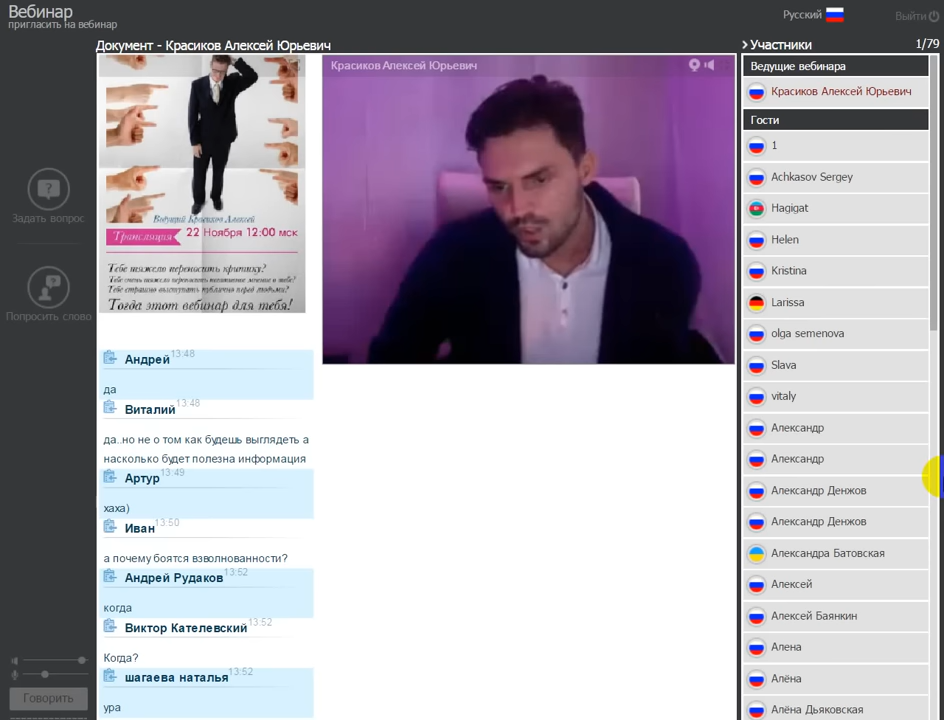 Вебинар
пригласить на вебинар
Русский
Выйти
Документ - Красиков Алексей Юрьевич
Участники
1/79
Задать вопрос
Попросить слово
Говорить
Ведущий Красиков Алексей
Трансляция
22 Ноября 12:00 мск
Тебе тяжело переносить критику?
Тебе страшно выступать публично перед людьми?
Тогда этот вебинар для тебя!
Красиков Алексей Юрьевич
Андрей 13:48
да
Виталий 13:48
да..но не о том как будешь выглядеть а
насколько будет полезна информация
Артур 13:49
хаха)
Иван 13:50
а почему боятся взволнованности?
Андрей Рудаков 13:52
когда
Виктор Кателевский 13:52
Когда?
шагаева наталья 13:52
ура
Ведущие вебинара
Красиков Алексей Юрьевич
Гости
1
Achkasov Sergey
Hagigat
Helen
Kristina
Larissa
olga semenova
Slava
vitaly
Александр
Александр
Александр Денжов
Александр Денжов
Александра Батовская
Алексей
Алексей Баянкин
Алена
Алёна
Алёна Дьяковская